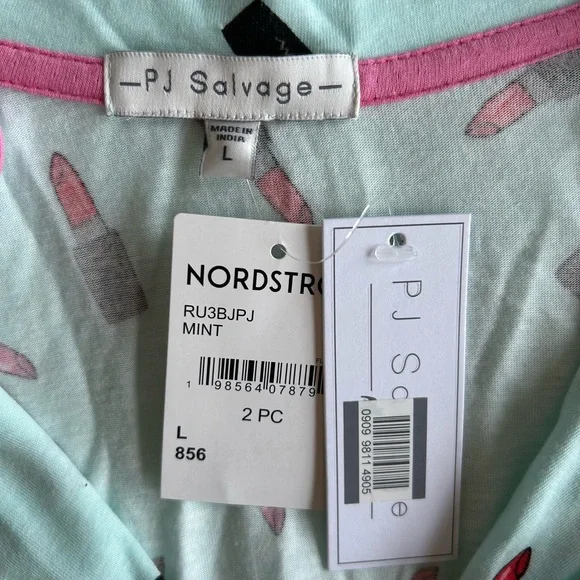 —PJ Salvage—
MADE IN
INDIA
L
NORDSTRO
RU3BJPJ
MINT
1 98564 07879
2 PC
L
856
PJ Sa e
0909 9811 4905